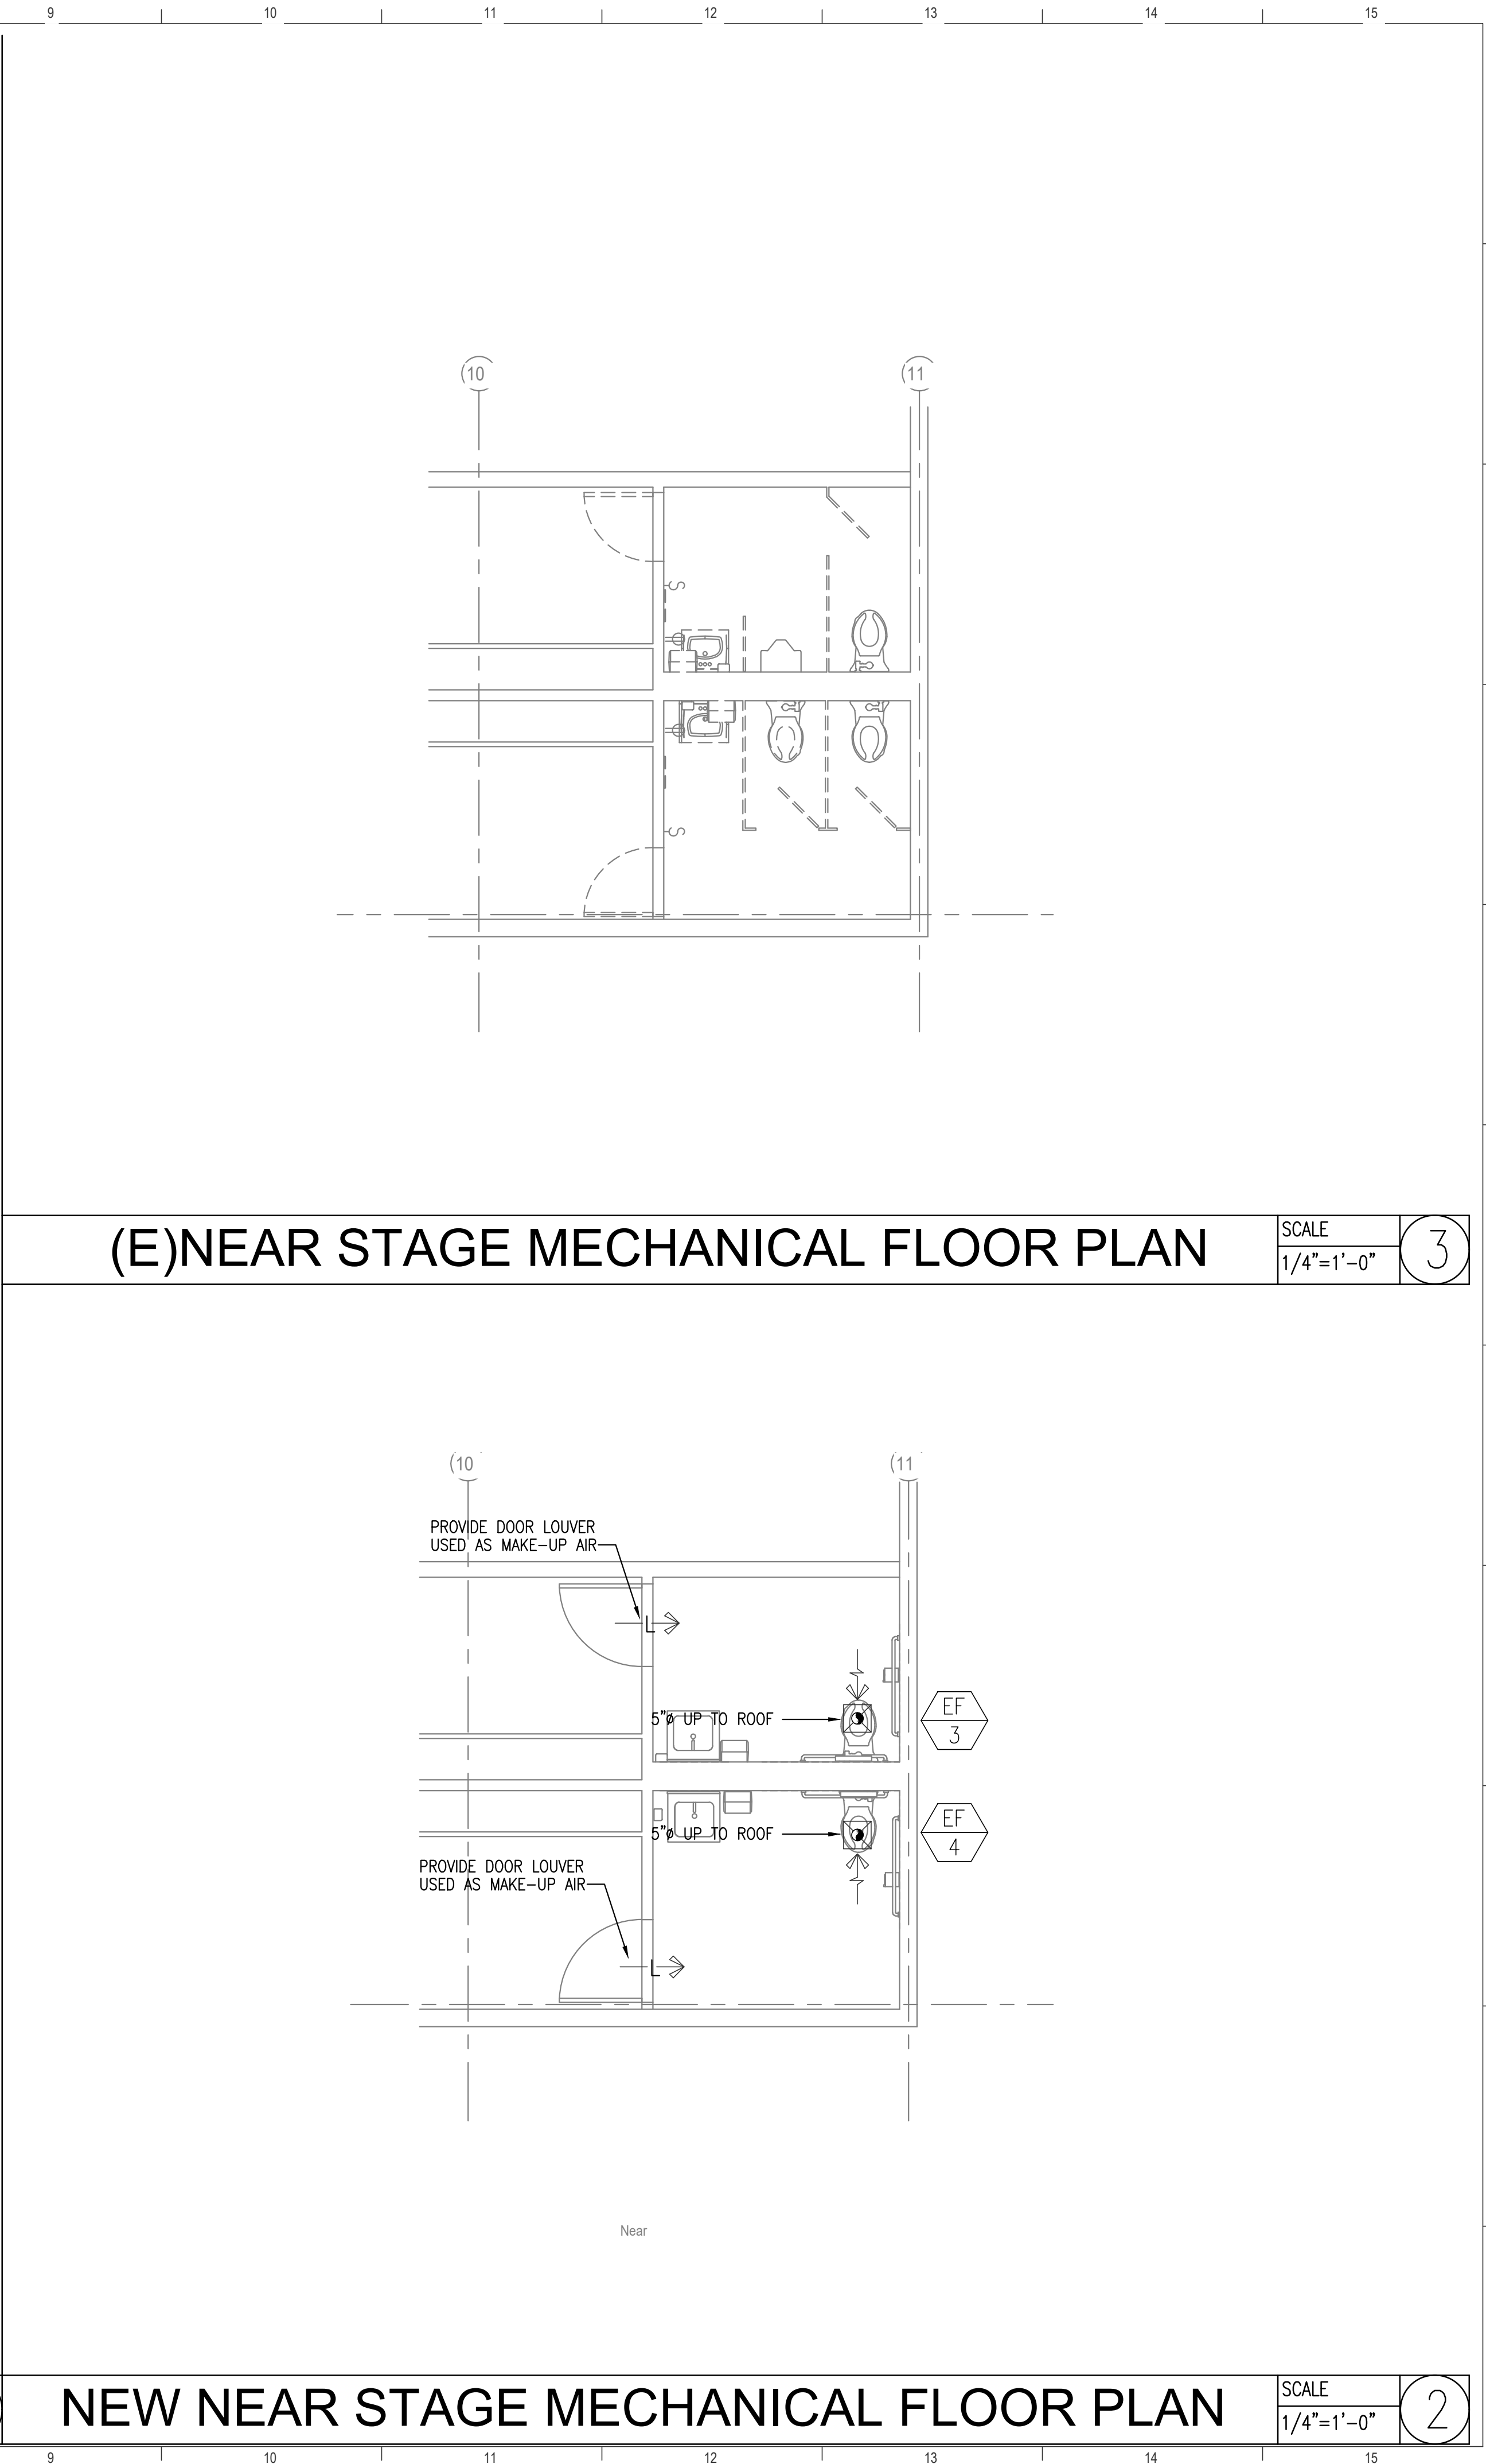 9 10 11 12 13 14 15
10 11
S
S
(E)NEAR STAGE MECHANICAL FLOOR PLAN
SCALE
1/4"=1'-0"
3
10 11
PROVIDE DOOR LOUVER
USED AS MAKE-UP AIR
L
5"ø UP TO ROOF
EF
3
5"ø UP TO ROOF
EF
4
PROVIDE DOOR LOUVER
USED AS MAKE-UP AIR
L
Near
NEW NEAR STAGE MECHANICAL FLOOR PLAN
SCALE
1/4"=1'-0"
2
9 10 11 12 13 14 15